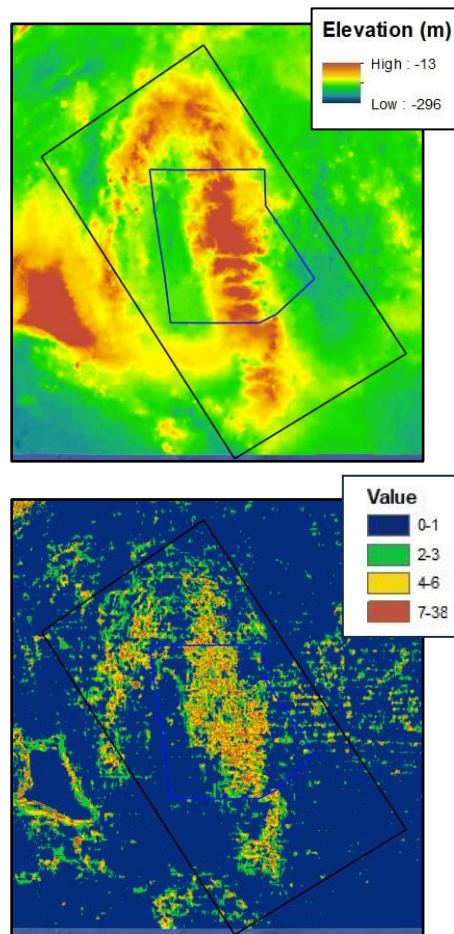 Elevation (m)
High : -13
Low : -296
Value
0-1
2-3
4-6
7-38